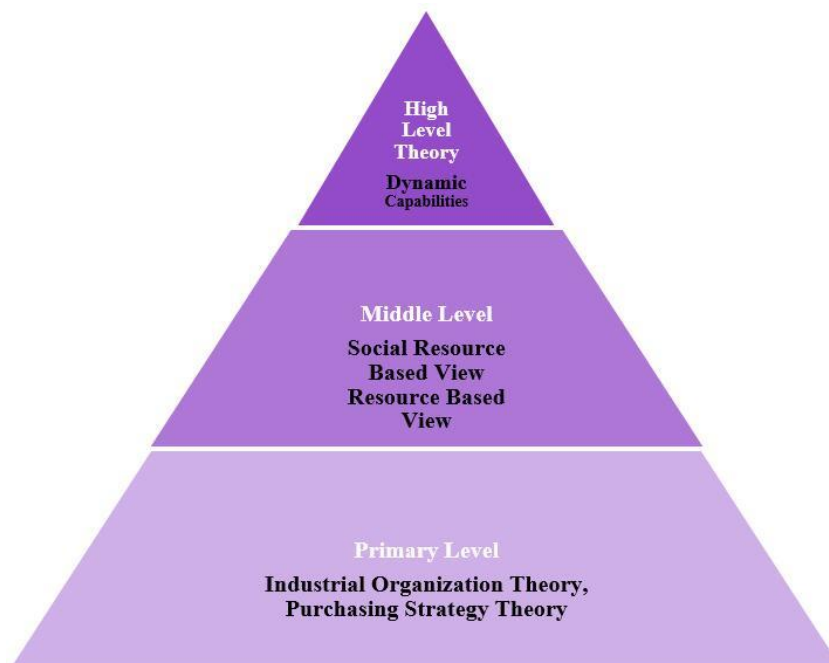 High
Level
Theory
Dynamic
Capabilities
Middle Level
Social Resource
Based View
Resource Based
View
Primary Level
Industrial Organization Theory,
Purchasing Strategy Theory